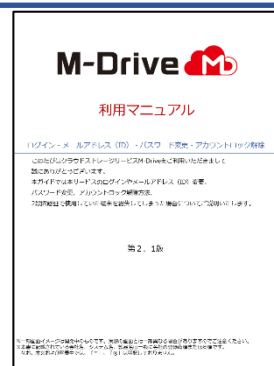 M-Drive M
利用マニュアル
ログイン・メールアドレス（ID）・パスワード変更・アカウントロック解除
このたびはクラウドストレージサービスM-Driveをご利用いただきまして
誠にありがとうございます。
本ガイドでは本サービスのログインやメールアドレス（ID）変更、
パスワード変更、アカウントロック解除方法、
2段階認証で使用していた端末を紛失してしまった場合についてご説明いたします。
第2．1版